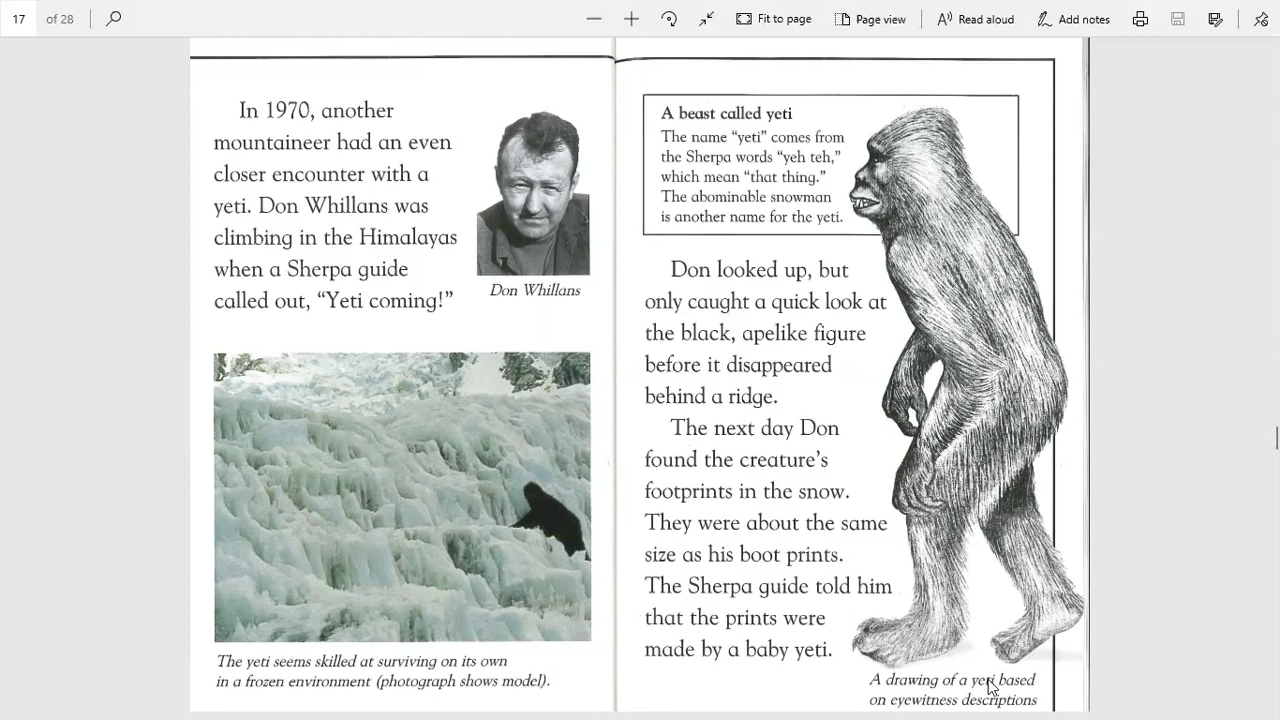 17 of 28 Fit to page Page view Read aloud Add notes
In 1970, another
mountaineer had an even
closer encounter with a
yeti. Don Whillans was
climbing in the Himalayas
when a Sherpa guide
called out, “Yeti coming!”
Don Whillans
The yeti seems skilled at surviving on its own
in a frozen environment (photograph shows model).
A beast called yeti
The name “yeti” comes from
the Sherpa words “yeh teh,”
which mean “that thing.”
The abominable snowman
is another name for the yeti.
Don looked up, but
only caught a quick look at
the black, apelike figure
before it disappeared
behind a ridge.
The next day Don
found the creature’s
footprints in the snow.
They were about the same
size as his boot prints.
The Sherpa guide told him
that the prints were
made by a baby yeti.
A drawing of a yeti based
on eyewitness descriptions